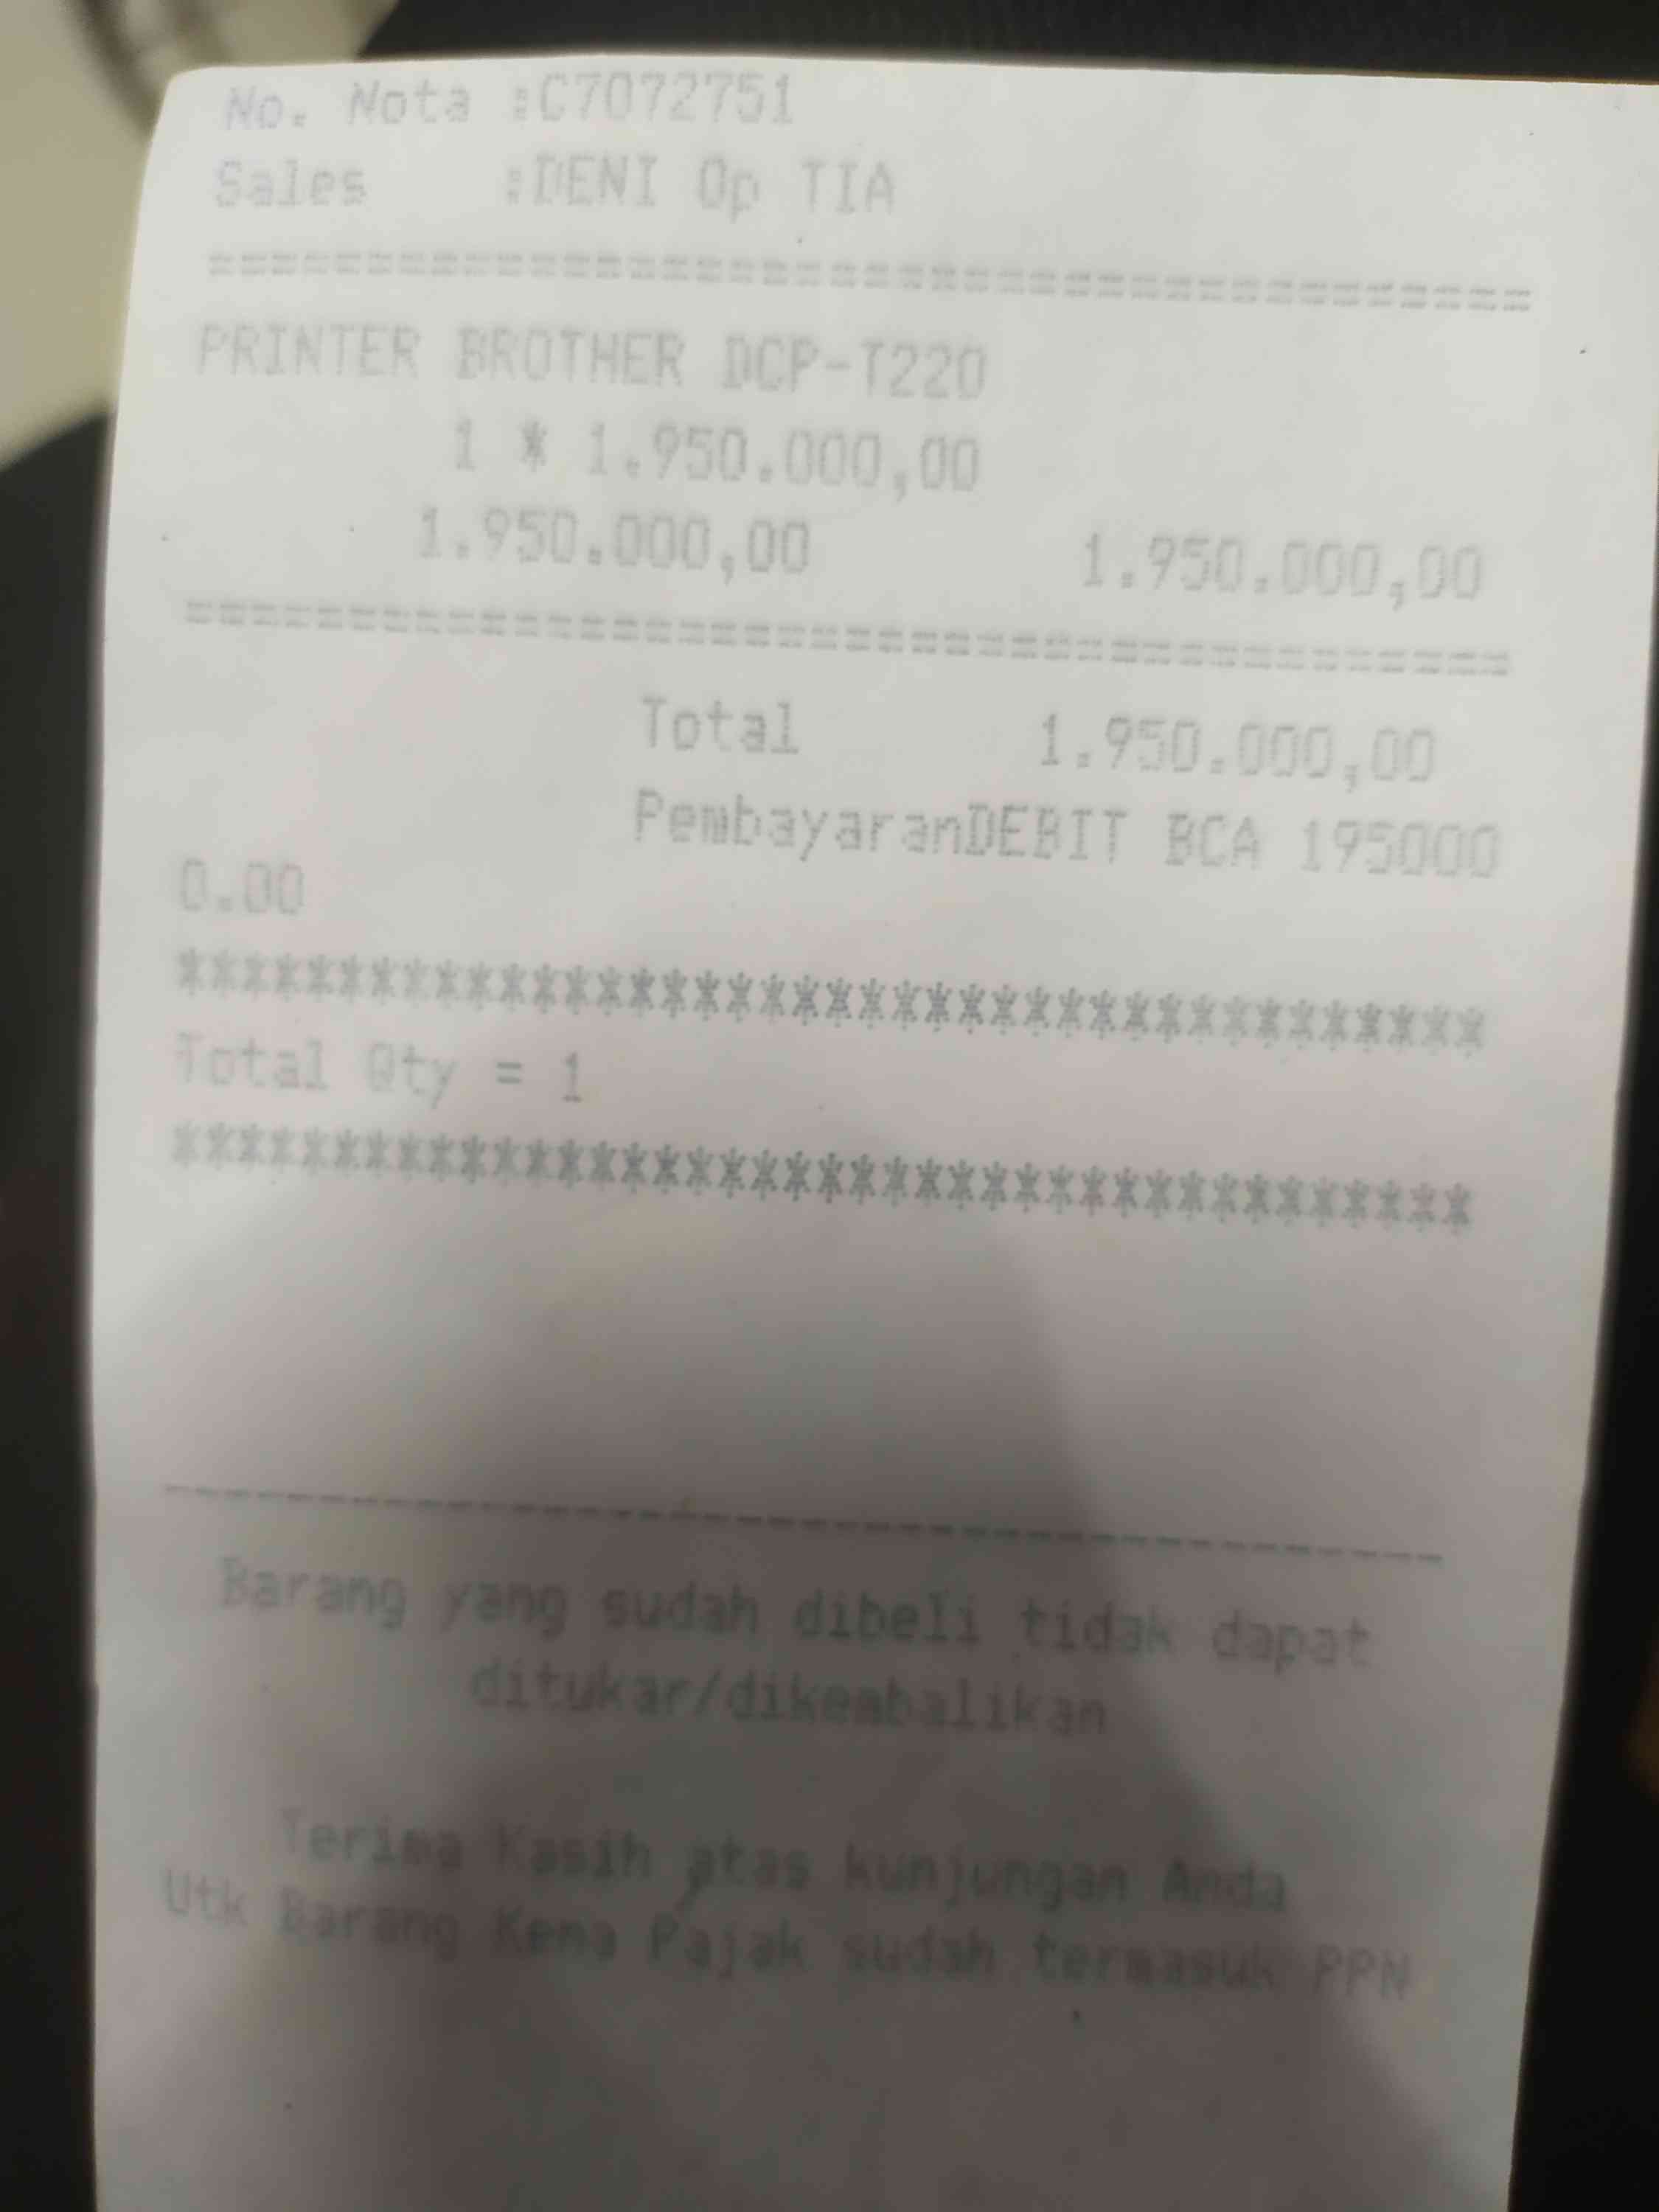 No. Nota :C7072751
Sales :DENI Op TIA
========================================
PRINTER BROTHER DCP-T220
1 * 1.950.000,00
1.950.000,00 1.950.000,00
========================================
Total 1.950.000,00
PembayaranDEBIT BCA 195000
0.00
****************************************
Total Qty = 1
****************************************
----------------------------------------
Barang yang sudah dibeli tidak dapat
ditukar/dikembalikan
Terima Kasih atas kunjungan Anda
Utk Barang Kena Pajak sudah termasuk PPN